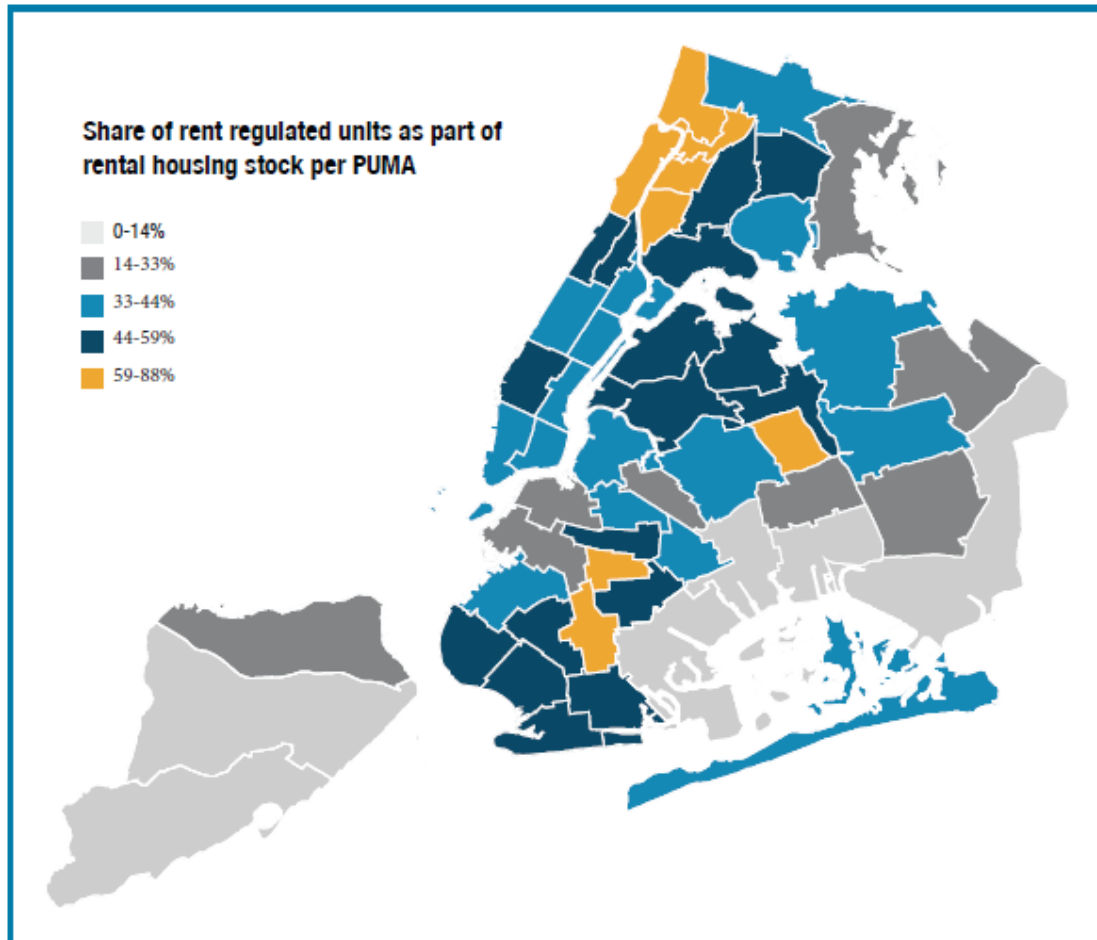 Share of rent regulated units as part of
rental housing stock per PUMA
0-14%
14-33%
33-44%
44-59%
59-88%